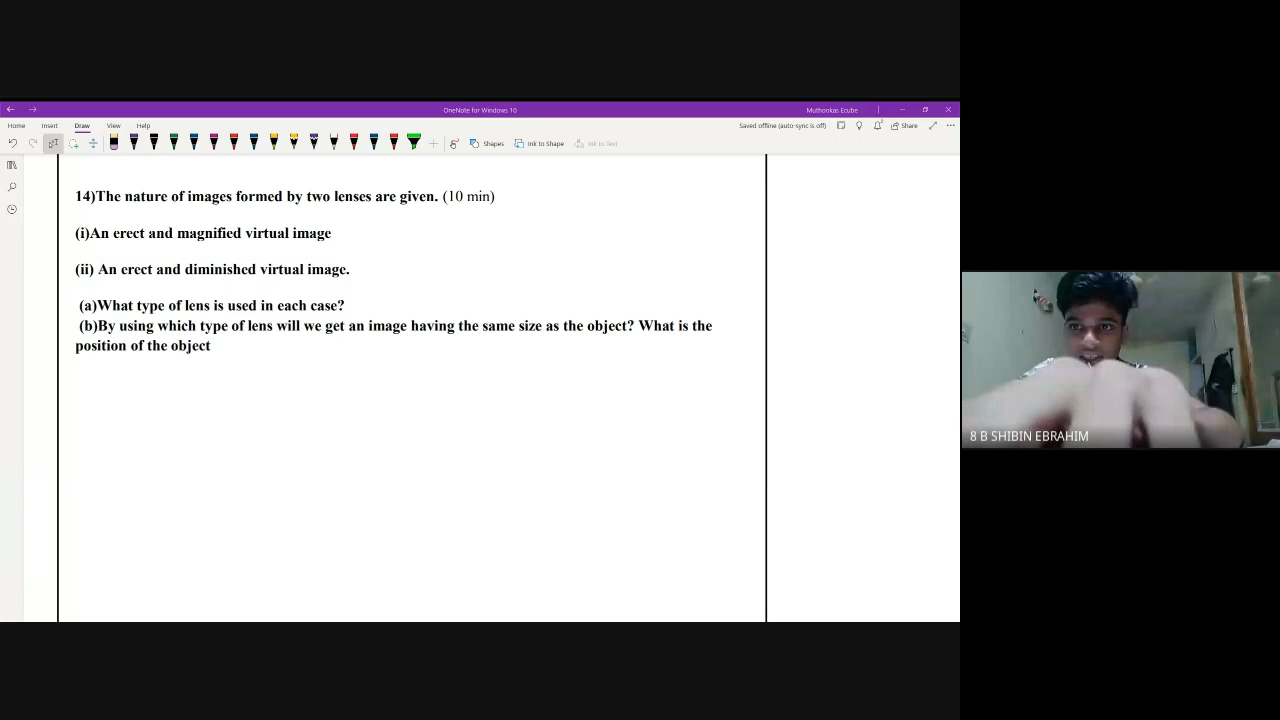 OneNote for Windows 10
Muthookas Ecube
Home Insert Draw View Help
Saved offline (auto-sync is off) Share
Shapes Ink to Shape Ink to Text
14)The nature of images formed by two lenses are given. (10 min)
(i)An erect and magnified virtual image
(ii) An erect and diminished virtual image.
(a)What type of lens is used in each case?
(b)By using which type of lens will we get an image having the same size as the object? What is the
position of the object
8 B SHIBIN EBRAHIM